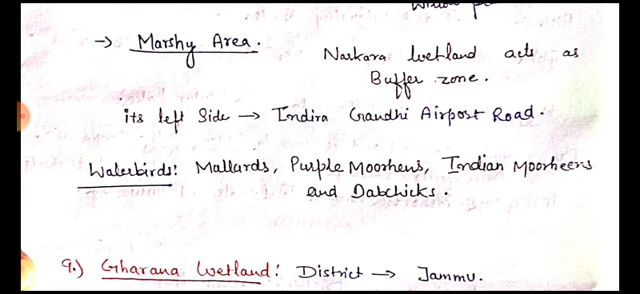 → Marshy Area.
Narkara Wetland acts as
Buffer zone.
its left side → Indira Gandhi Airport Road.
Waterbirds: Mallards, Purple Moorhens, Indian Moorheens
and Dabchicks.
9.) Gharana Wetland: District → Jammu.